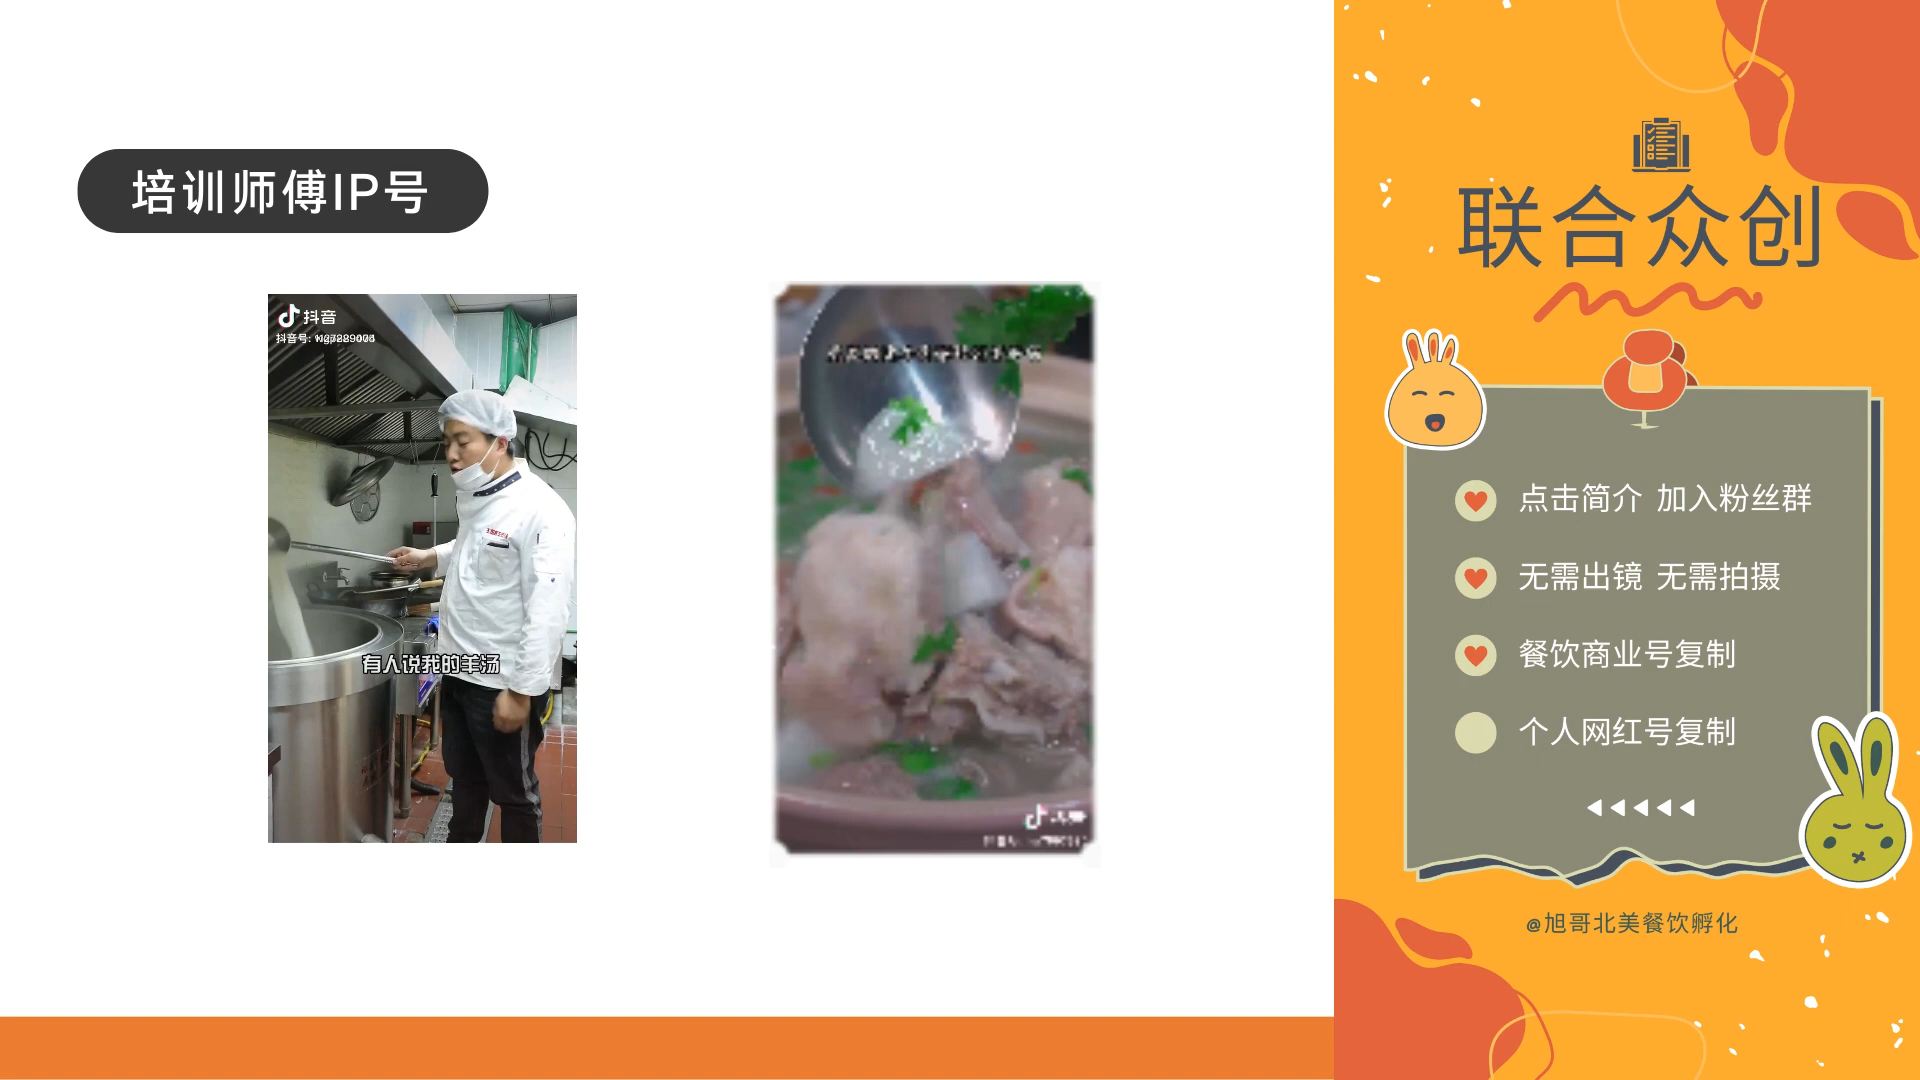 培训师傅IP号
抖音
抖音号:
有人说我的羊汤
联合众创
点击简介 加入粉丝群
无需出镜 无需拍摄
餐饮商业号复制
个人网红号复制
@旭哥北美餐饮孵化